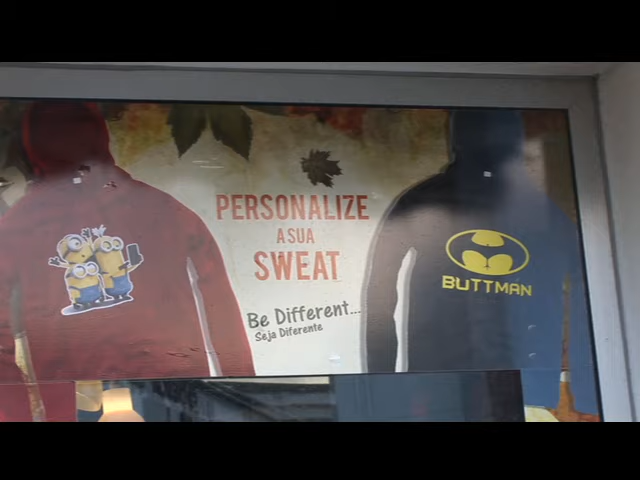 PERSONALIZE
A SUA
SWEAT
Be Different...
Seja Diferente
BUTTMAN